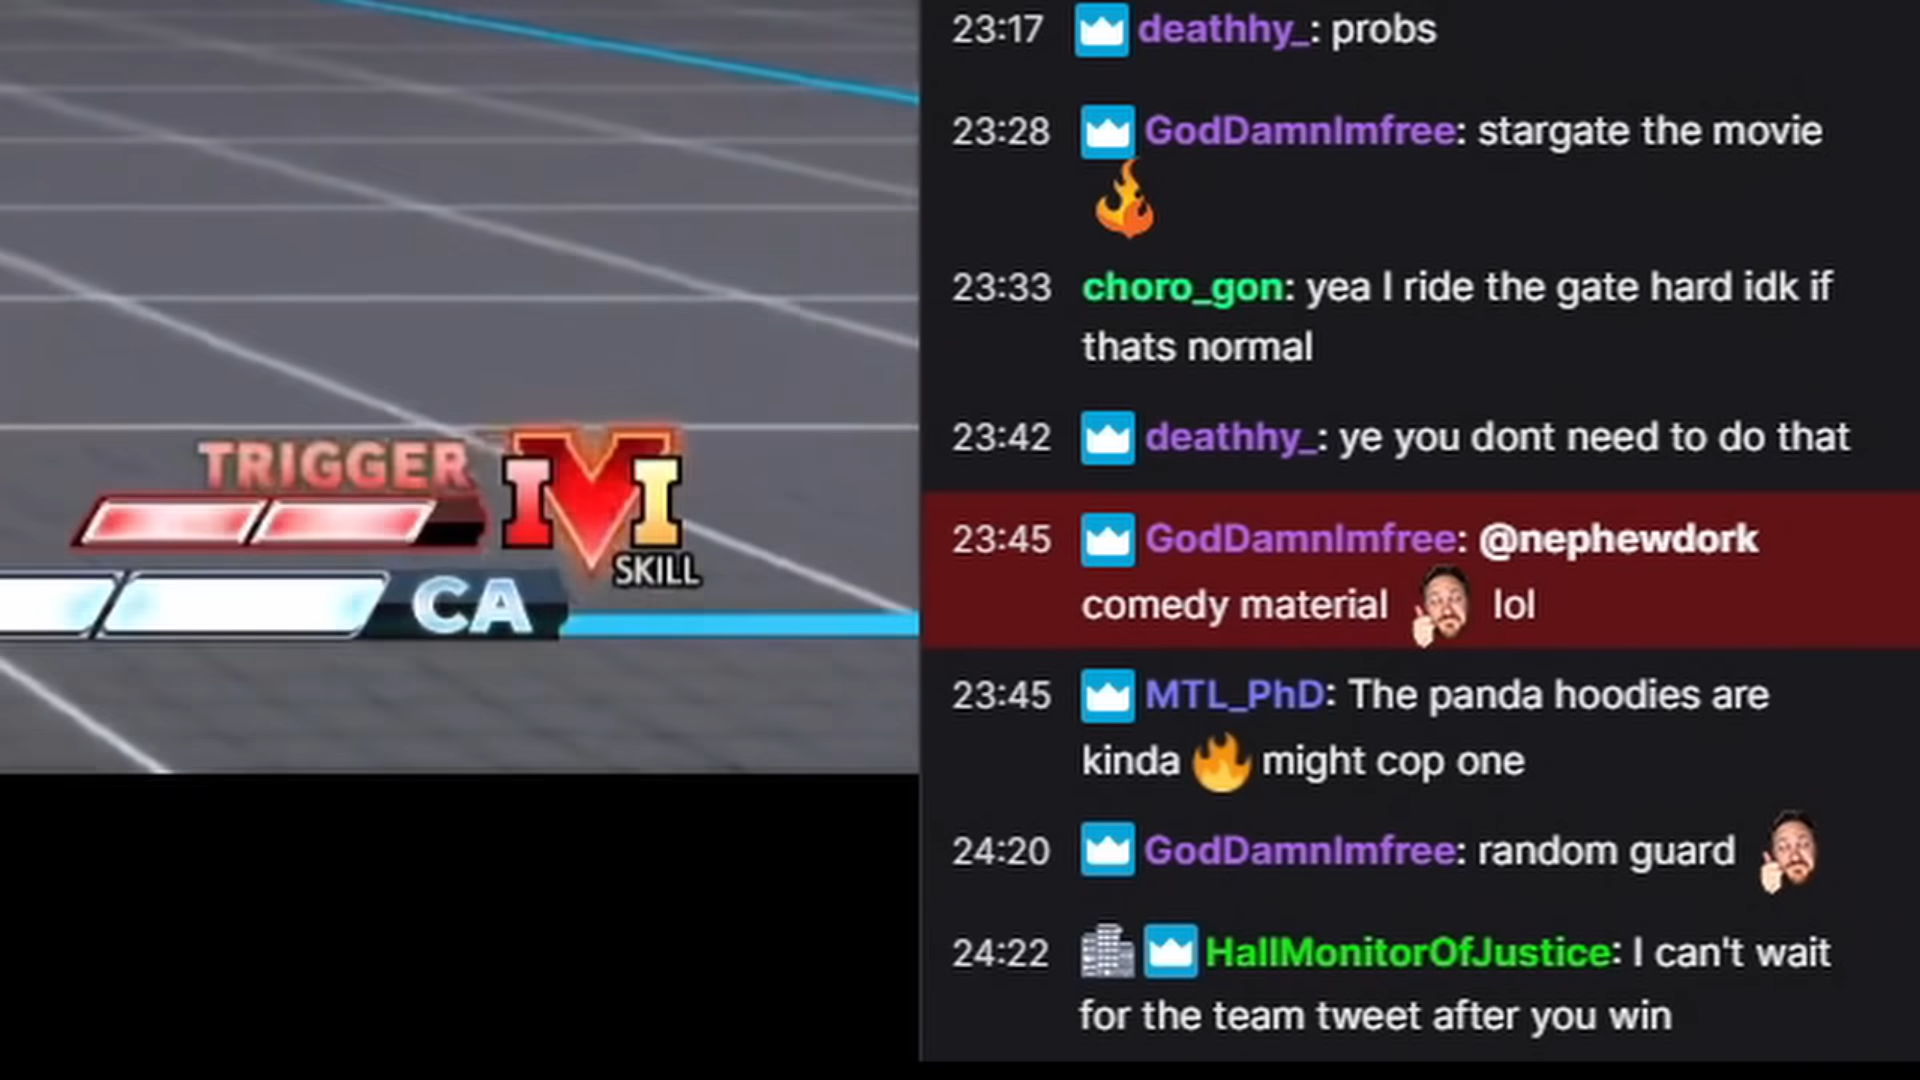 TRIGGER
IVI
SKILL
CA
23:17 deathhy_: probs
23:28 GodDamnImfree: stargate the movie
23:33 choro_gon: yea I ride the gate hard idk if
thats normal
23:42 deathhy_: ye you dont need to do that
23:45 GodDamnImfree: @nephewdork
comedy material lol
23:45 MTL_PhD: The panda hoodies are
kinda 🔥 might cop one
24:20 GodDamnImfree: random guard
24:22 HallMonitorOfJustice: I can't wait
for the team tweet after you win